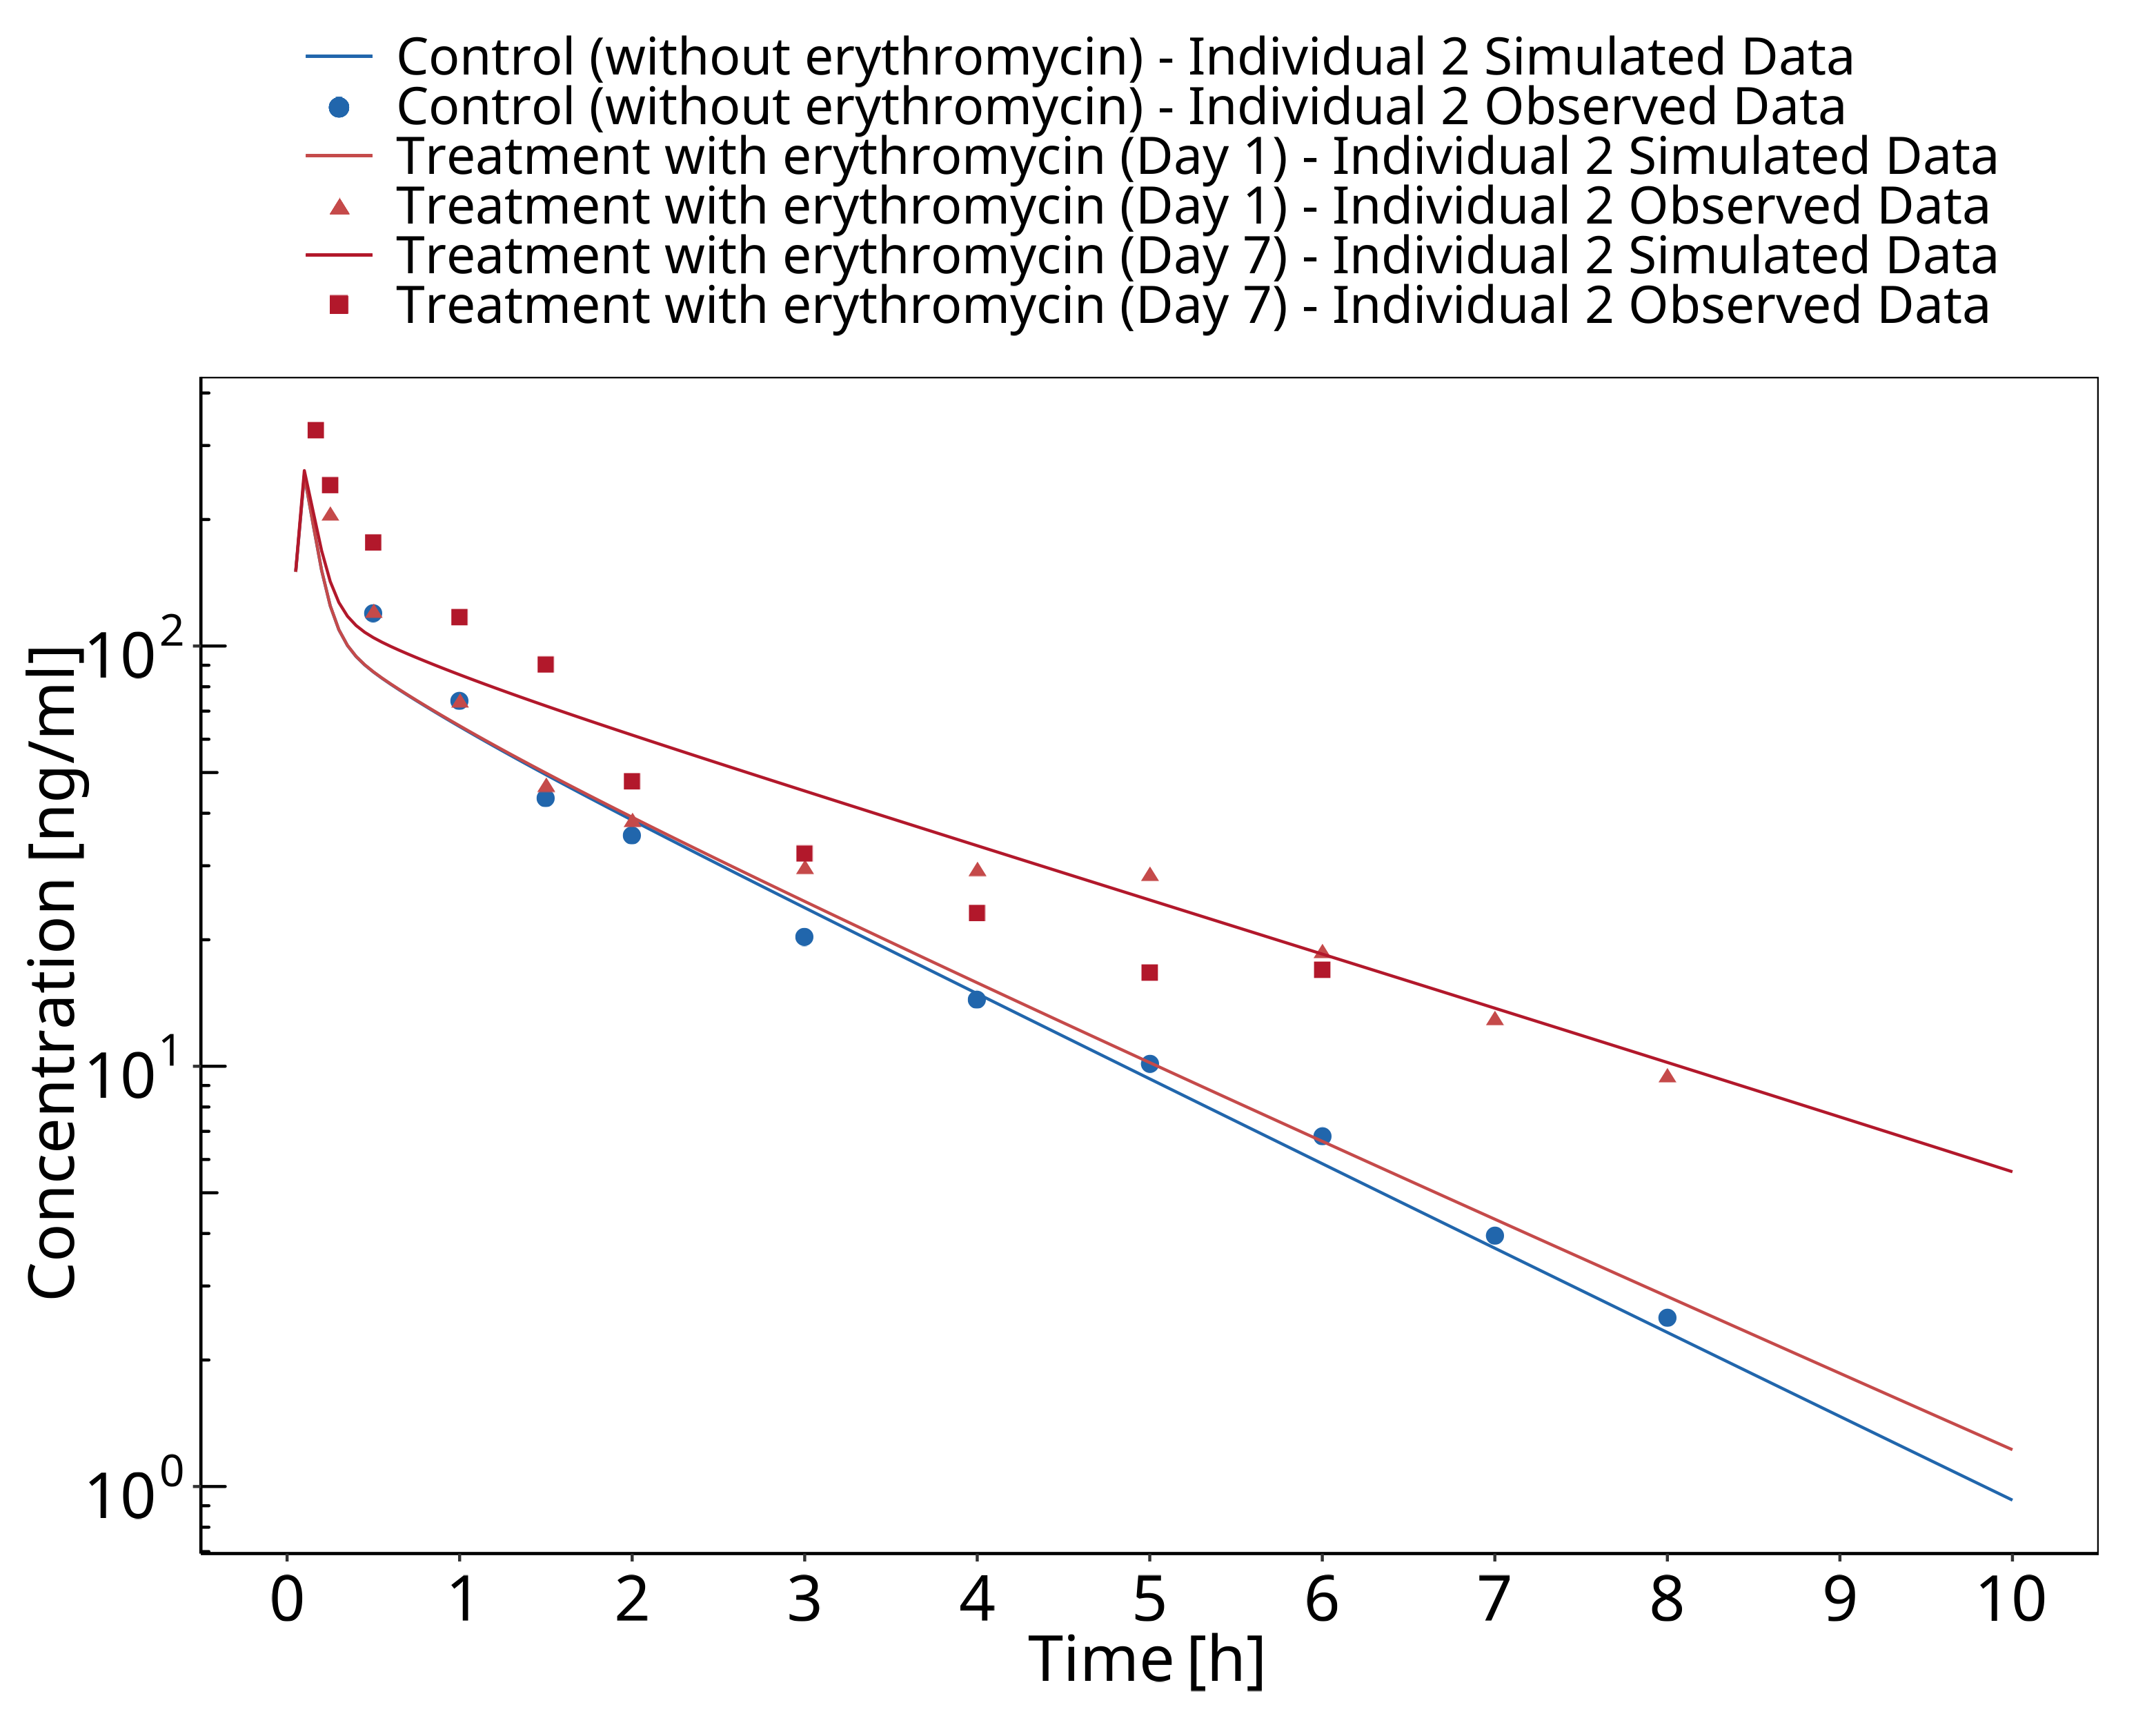 Control (without erythromycin) - Individual 2 Simulated Data
Control (without erythromycin) - Individual 2 Observed Data
Treatment with erythromycin (Day 1) - Individual 2 Simulated Data
Treatment with erythromycin (Day 1) - Individual 2 Observed Data
Treatment with erythromycin (Day 7) - Individual 2 Simulated Data
Treatment with erythromycin (Day 7) - Individual 2 Observed Data
Concentration [ng/ml]
10²
10¹
10⁰
0 1 2 3 4 5 6 7 8 9 10
Time [h]